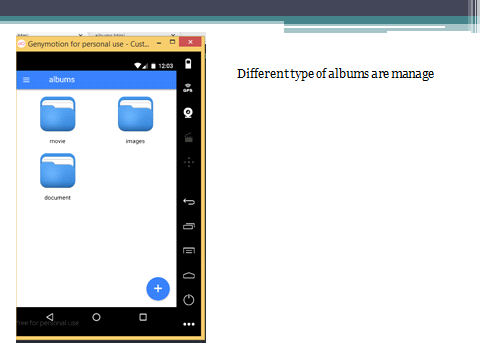 Genymotion for personal use - Cust...
12:03
albums
GPS
movie
images
document
free for personal use
Different type of albums are manage